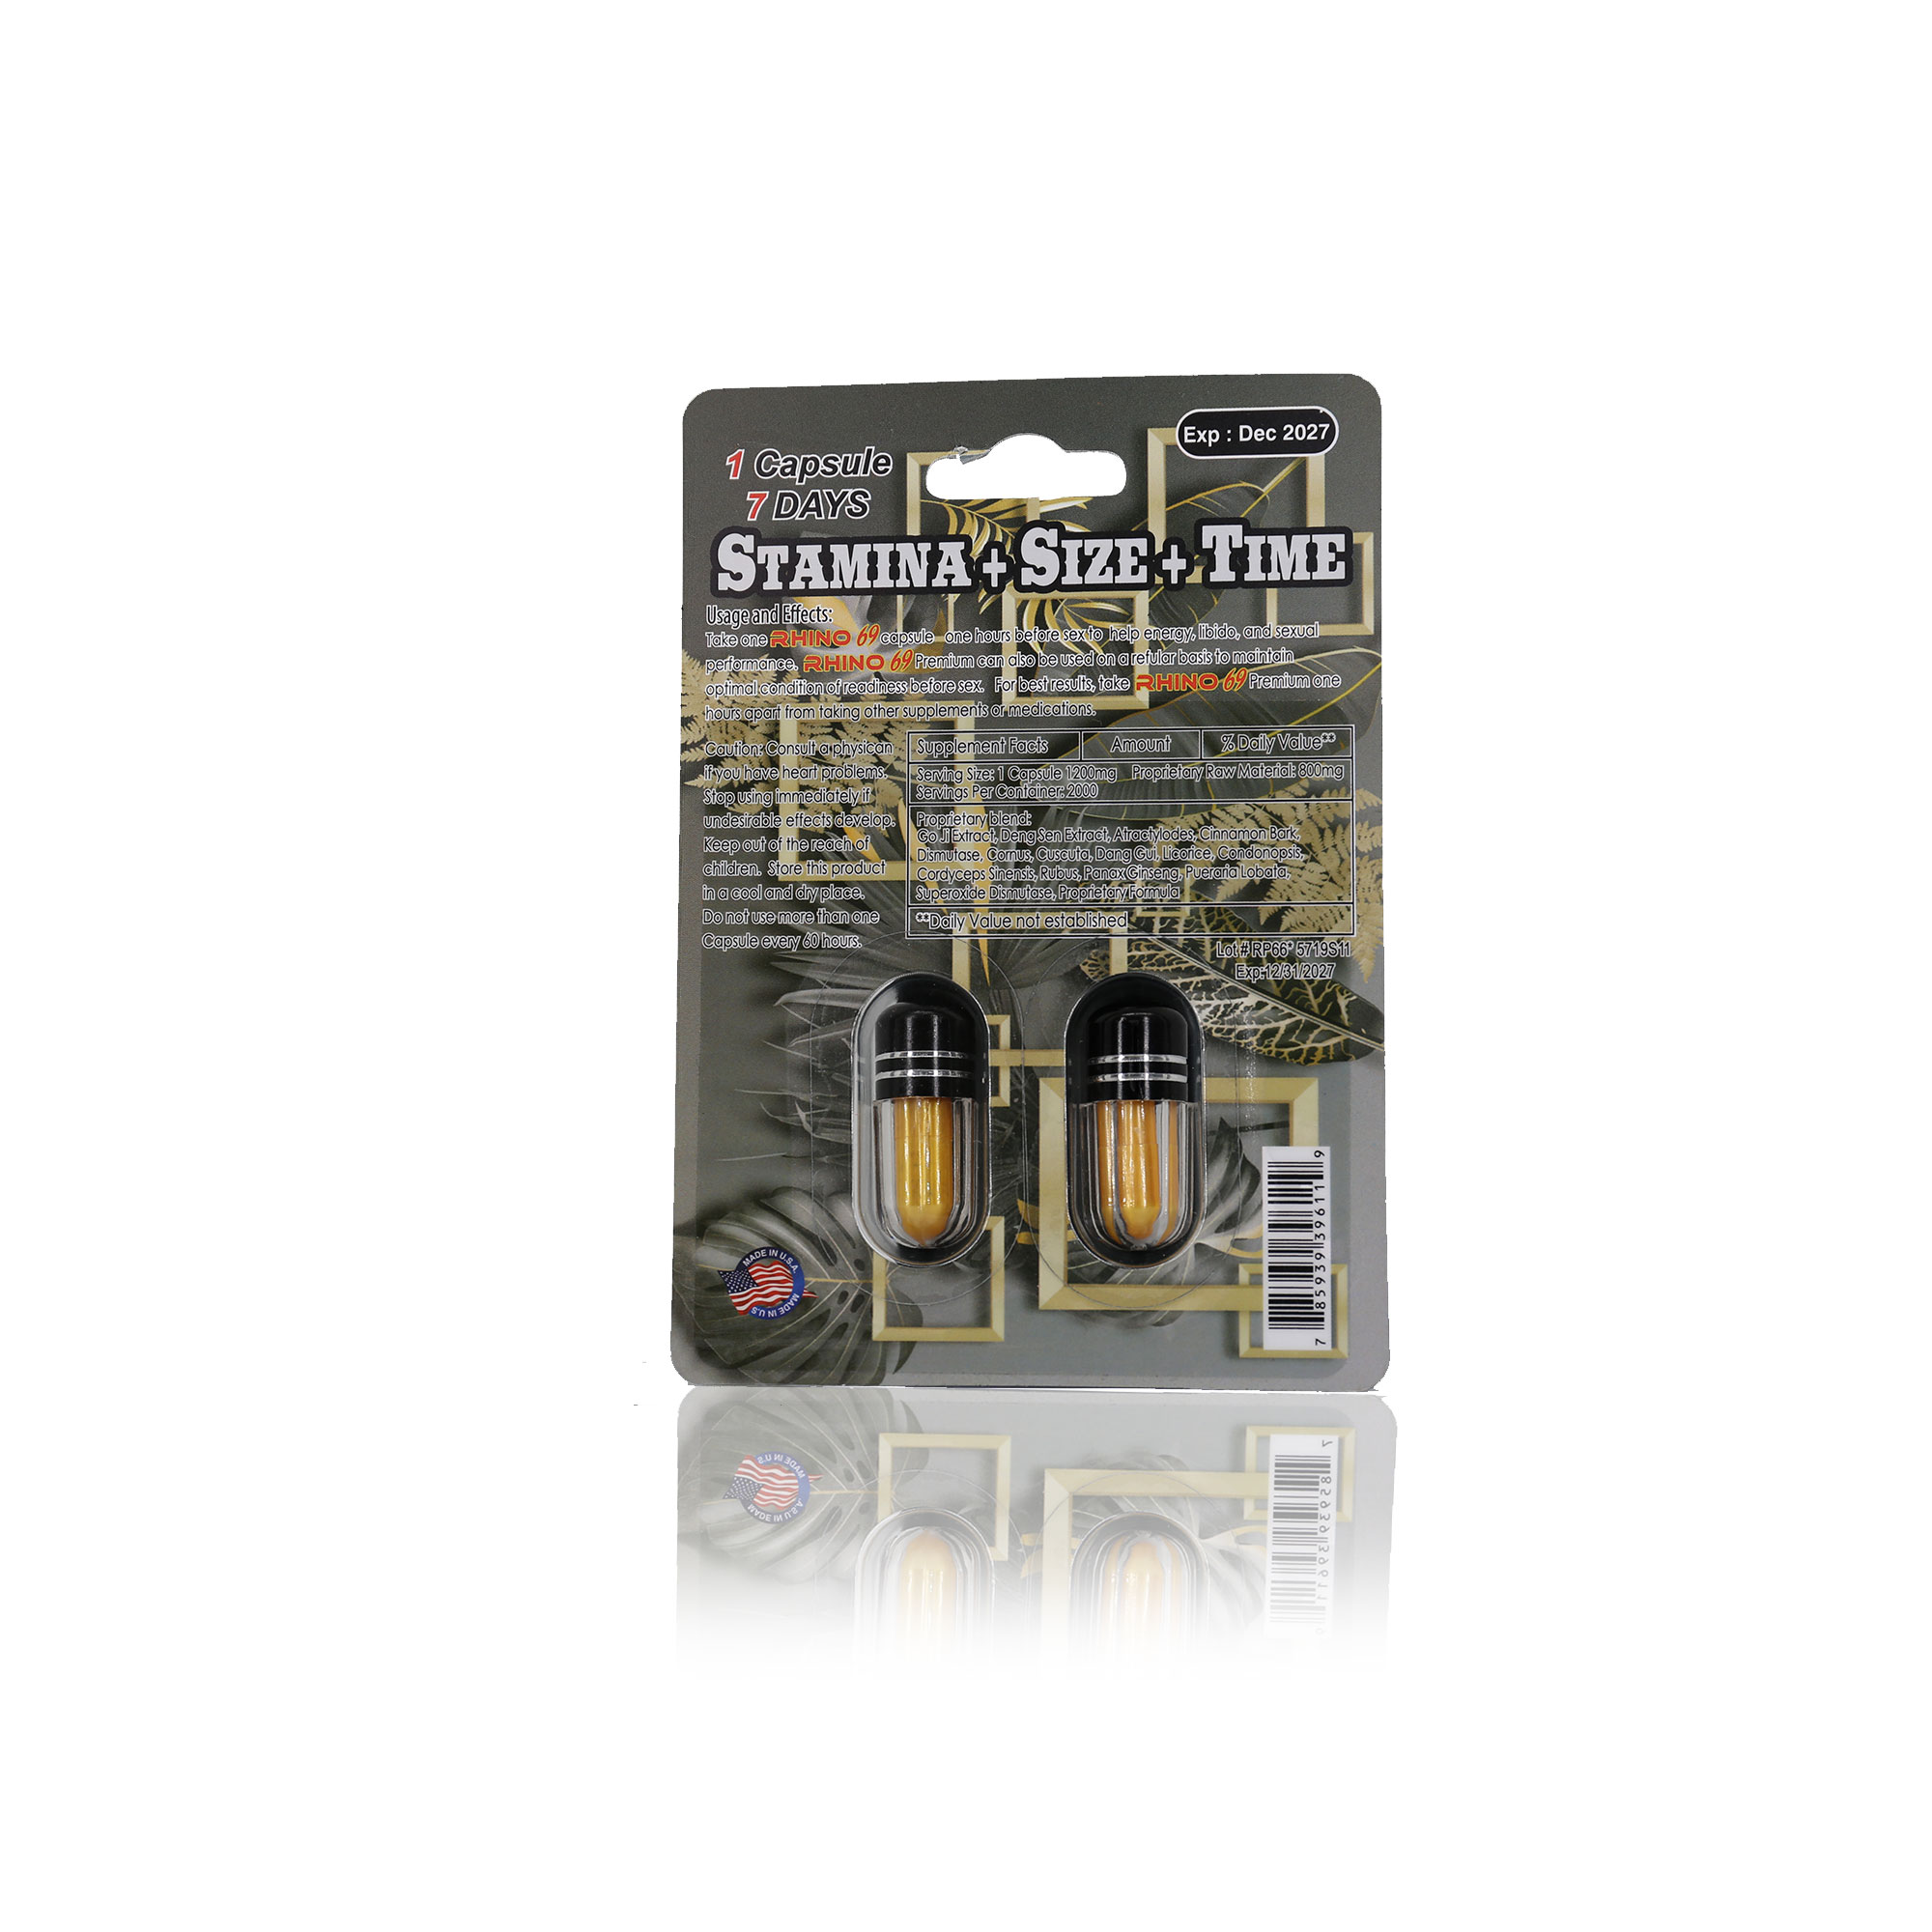 Exp : Dec 2027
1 Capsule
7 DAYS
STAMINA + SIZE + TIME
Usage and Effects:
Take one RHINO 69 capsule one hours before sex to help energy, libido, and sexual
performance. RHINO 69 Premium can also be used on a refular basis to maintain
optimal condition of readiness before sex. For best results, take RHINO 69 Premium one
hours apart from taking other supplements or medications.
Caution: Consult a physican
if you have heart problems.
Stop using immediately if
undesirable effects develop.
Keep out of the reach of
children. Store this product
in a cool and dry place.
Do not use more than one
Capsule every 60 hours.
Supplement Facts Amount % Daily Value**
Serving Size: 1 Capsule 1200mg Proprietary Raw Material: 800mg
Servings Per Container: 2000
Proprietary blend:
Go Ji Extract, Deng Sen Extract, Atractylodes, Cinnamon Bark,
Dismutase, Cornus, Cuscuta, Dang Gui, Licorice, Condonopsis,
Cordyceps Sinensis, Rubus, Panax Ginseng, Pueraria Lobata,
Superoxide Dismutase, Proprietary Formula
**Daily Value not established
Lot # RP66* 5719S11
Exp:12/31/2027
MADE IN U.S.A.
MADE IN U.S
7 85939 39611 9